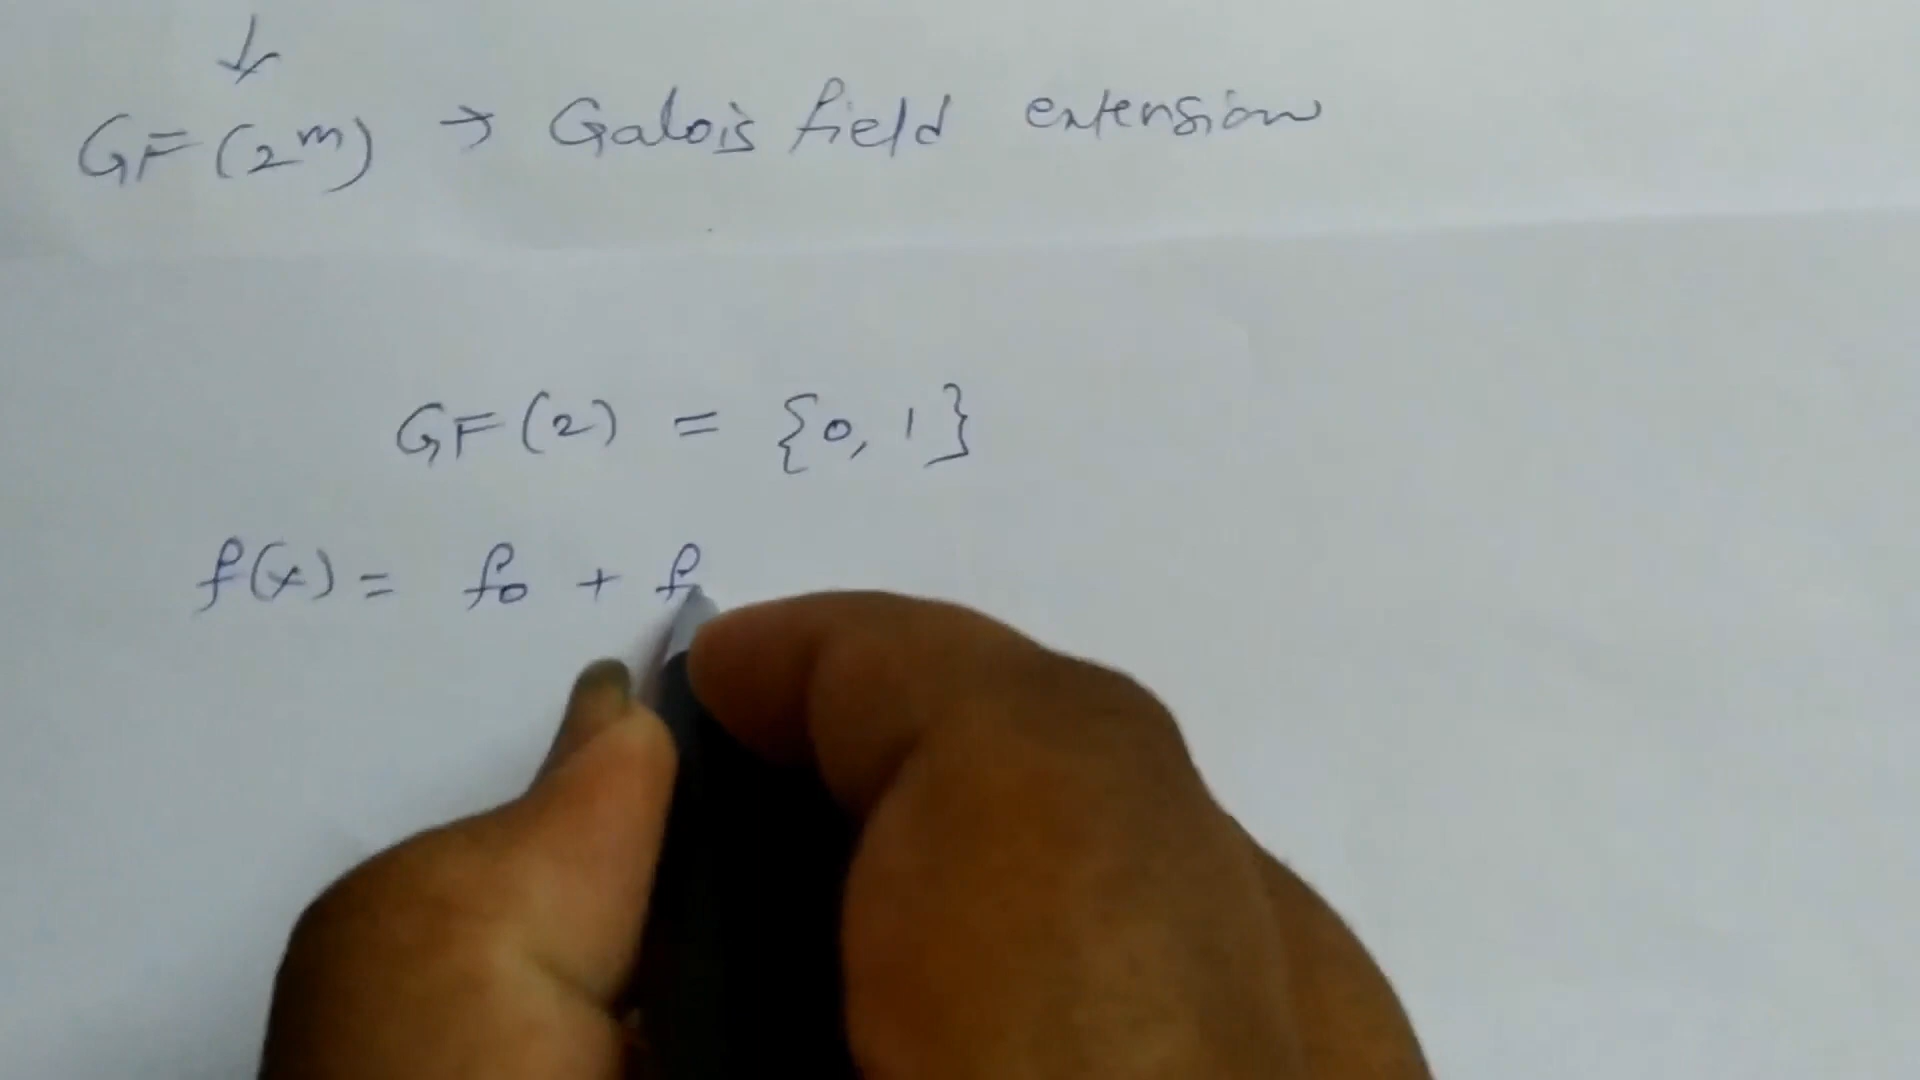 GF(2^m) → Galois field extension
GF(2) = {0, 1}
f(x) = f₀ + f